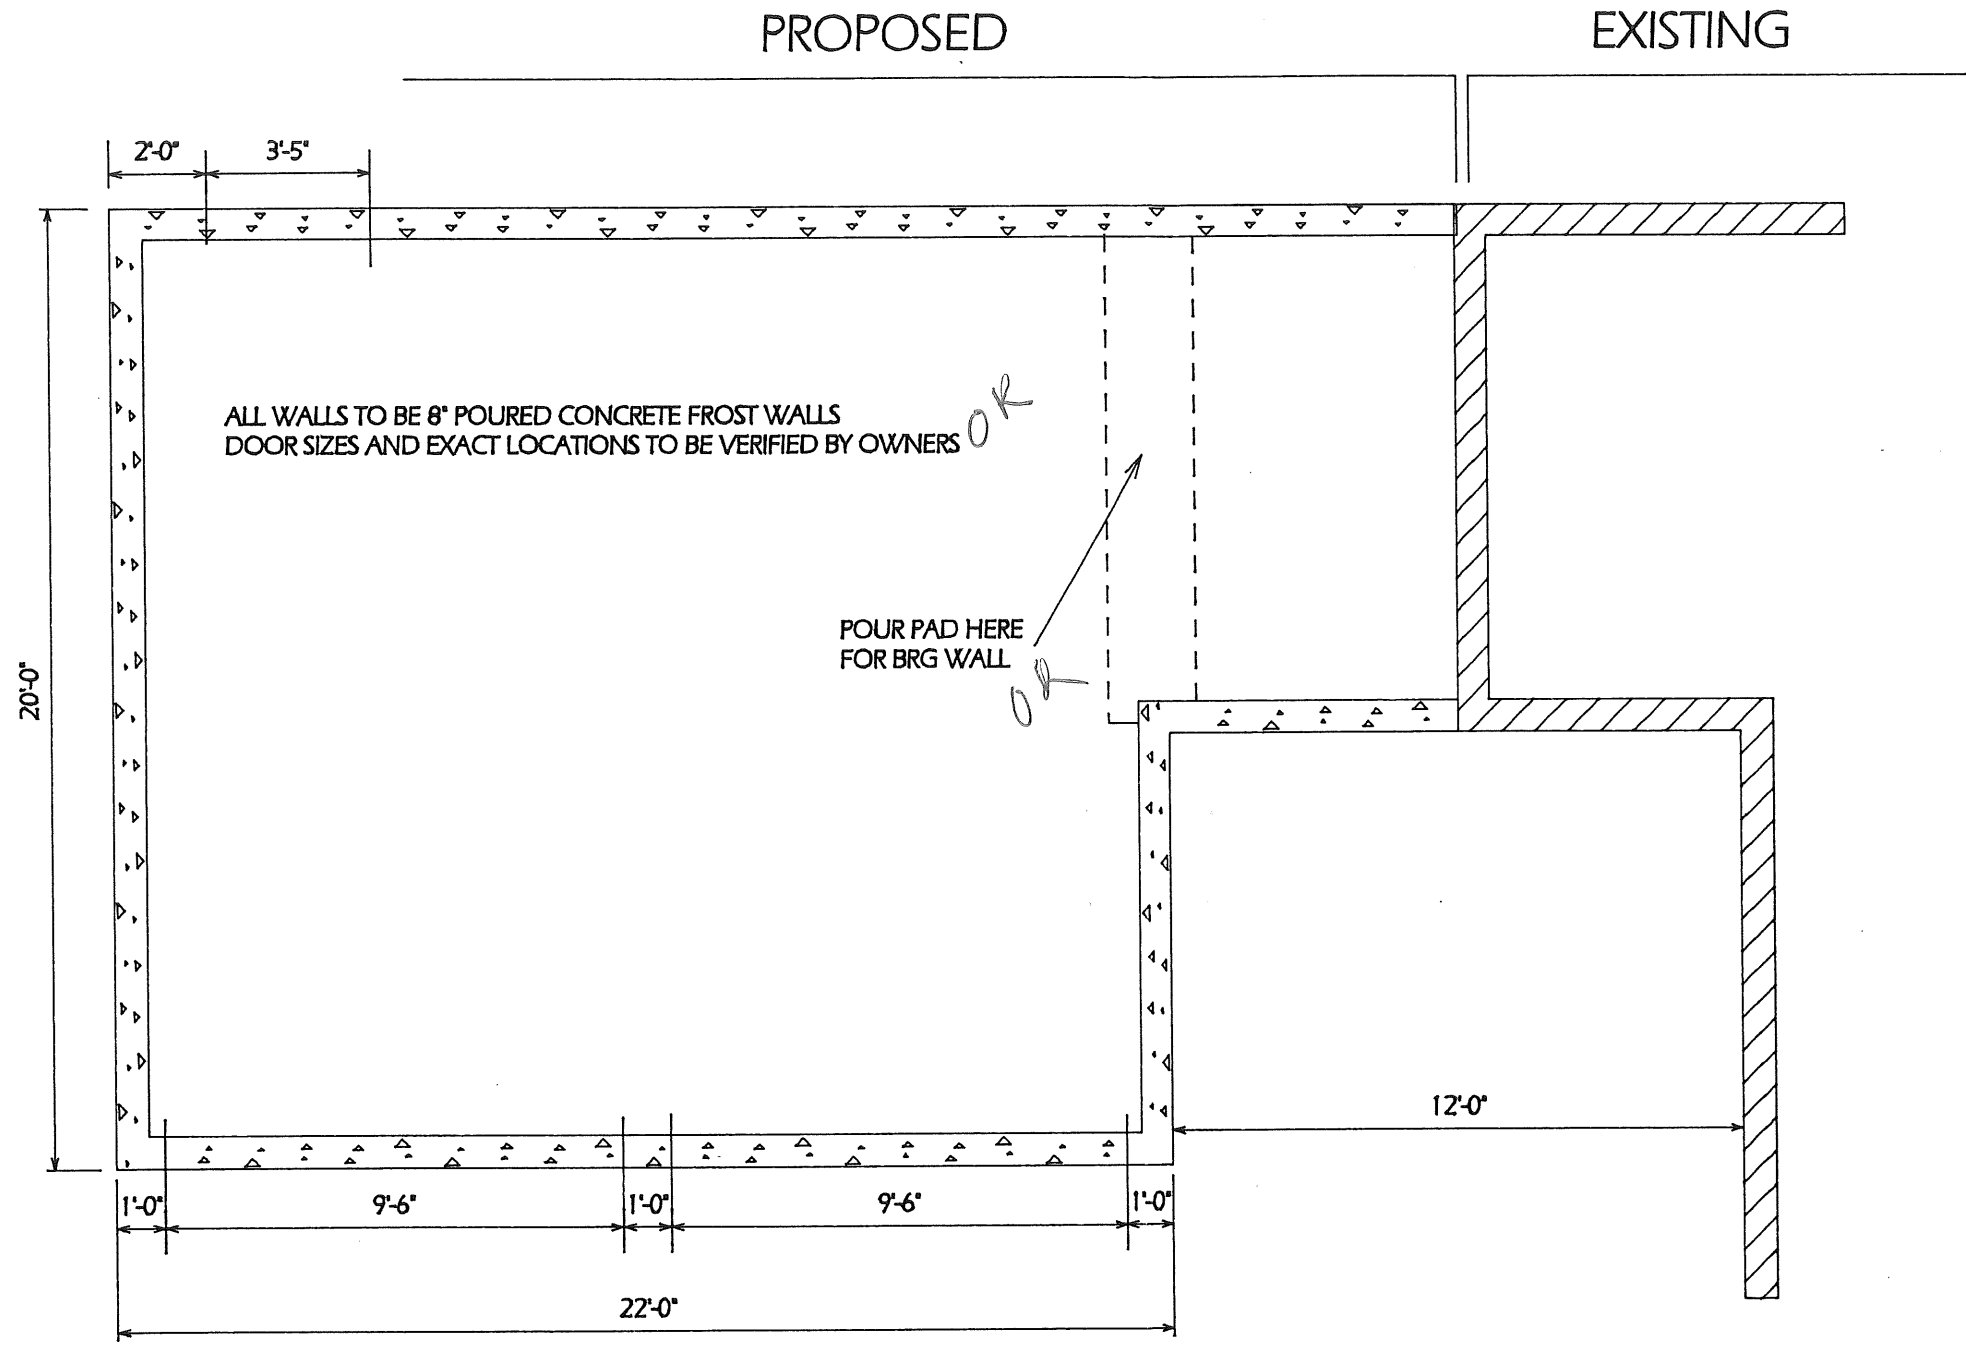 PROPOSED
EXISTING
2'-0"
3'-5"
ALL WALLS TO BE 8" POURED CONCRETE FROST WALLS
DOOR SIZES AND EXACT LOCATIONS TO BE VERIFIED BY OWNERS
OK
POUR PAD HERE
FOR BRG WALL
OK
20'-0"
12'-0"
1'-0"
9'-6"
1'-0"
9'-6"
1'-0"
22'-0"